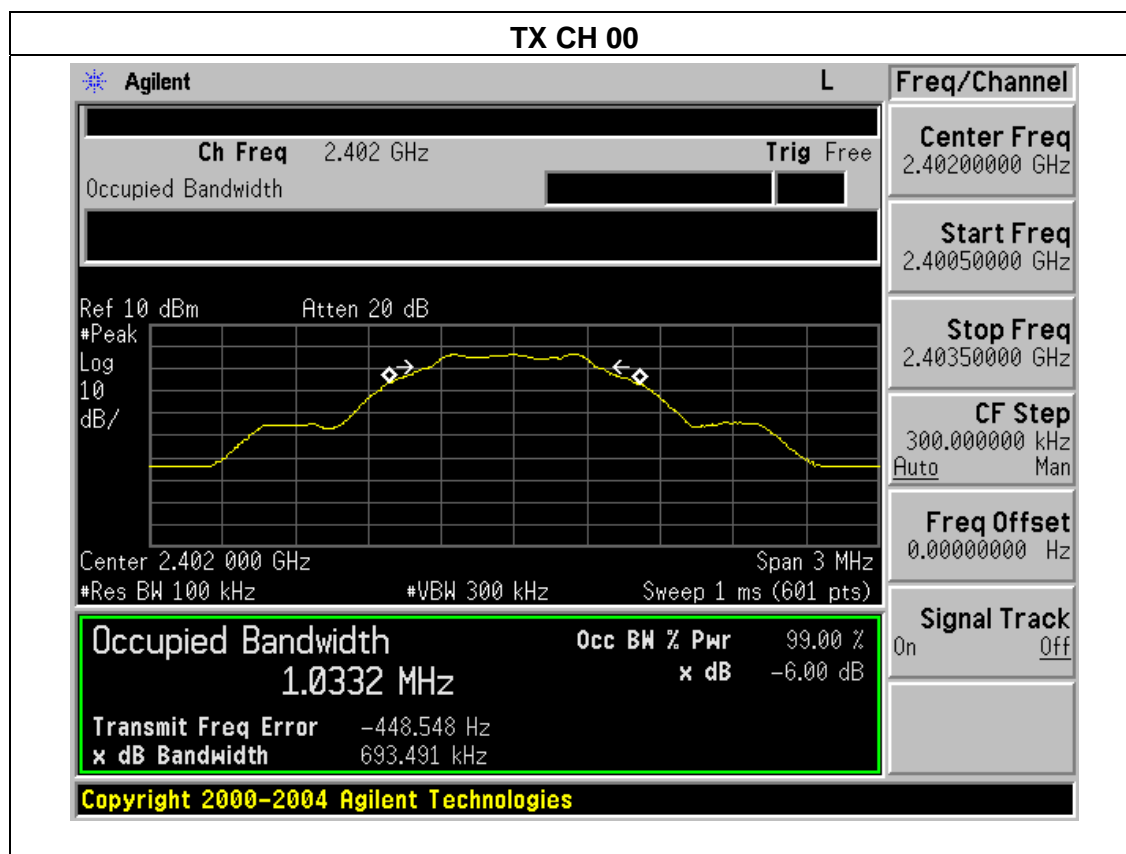 TX CH 00
Agilent L Freq/Channel
Ch Freq 2.402 GHz Trig Free
Occupied Bandwidth
Center Freq
2.40200000 GHz
Start Freq
2.40050000 GHz
Stop Freq
2.40350000 GHz
CF Step
300.000000 kHz
Auto Man
Freq Offset
0.00000000 Hz
Signal Track
On Off
Ref 10 dBm Atten 20 dB
#Peak
Log
10
dB/
Center 2.402 000 GHz Span 3 MHz
#Res BW 100 kHz #VBW 300 kHz Sweep 1 ms (601 pts)
Occupied Bandwidth Occ BW % Pwr 99.00 %
1.0332 MHz x dB -6.00 dB
Transmit Freq Error -448.548 Hz
x dB Bandwidth 693.491 kHz
Copyright 2000-2004 Agilent Technologies